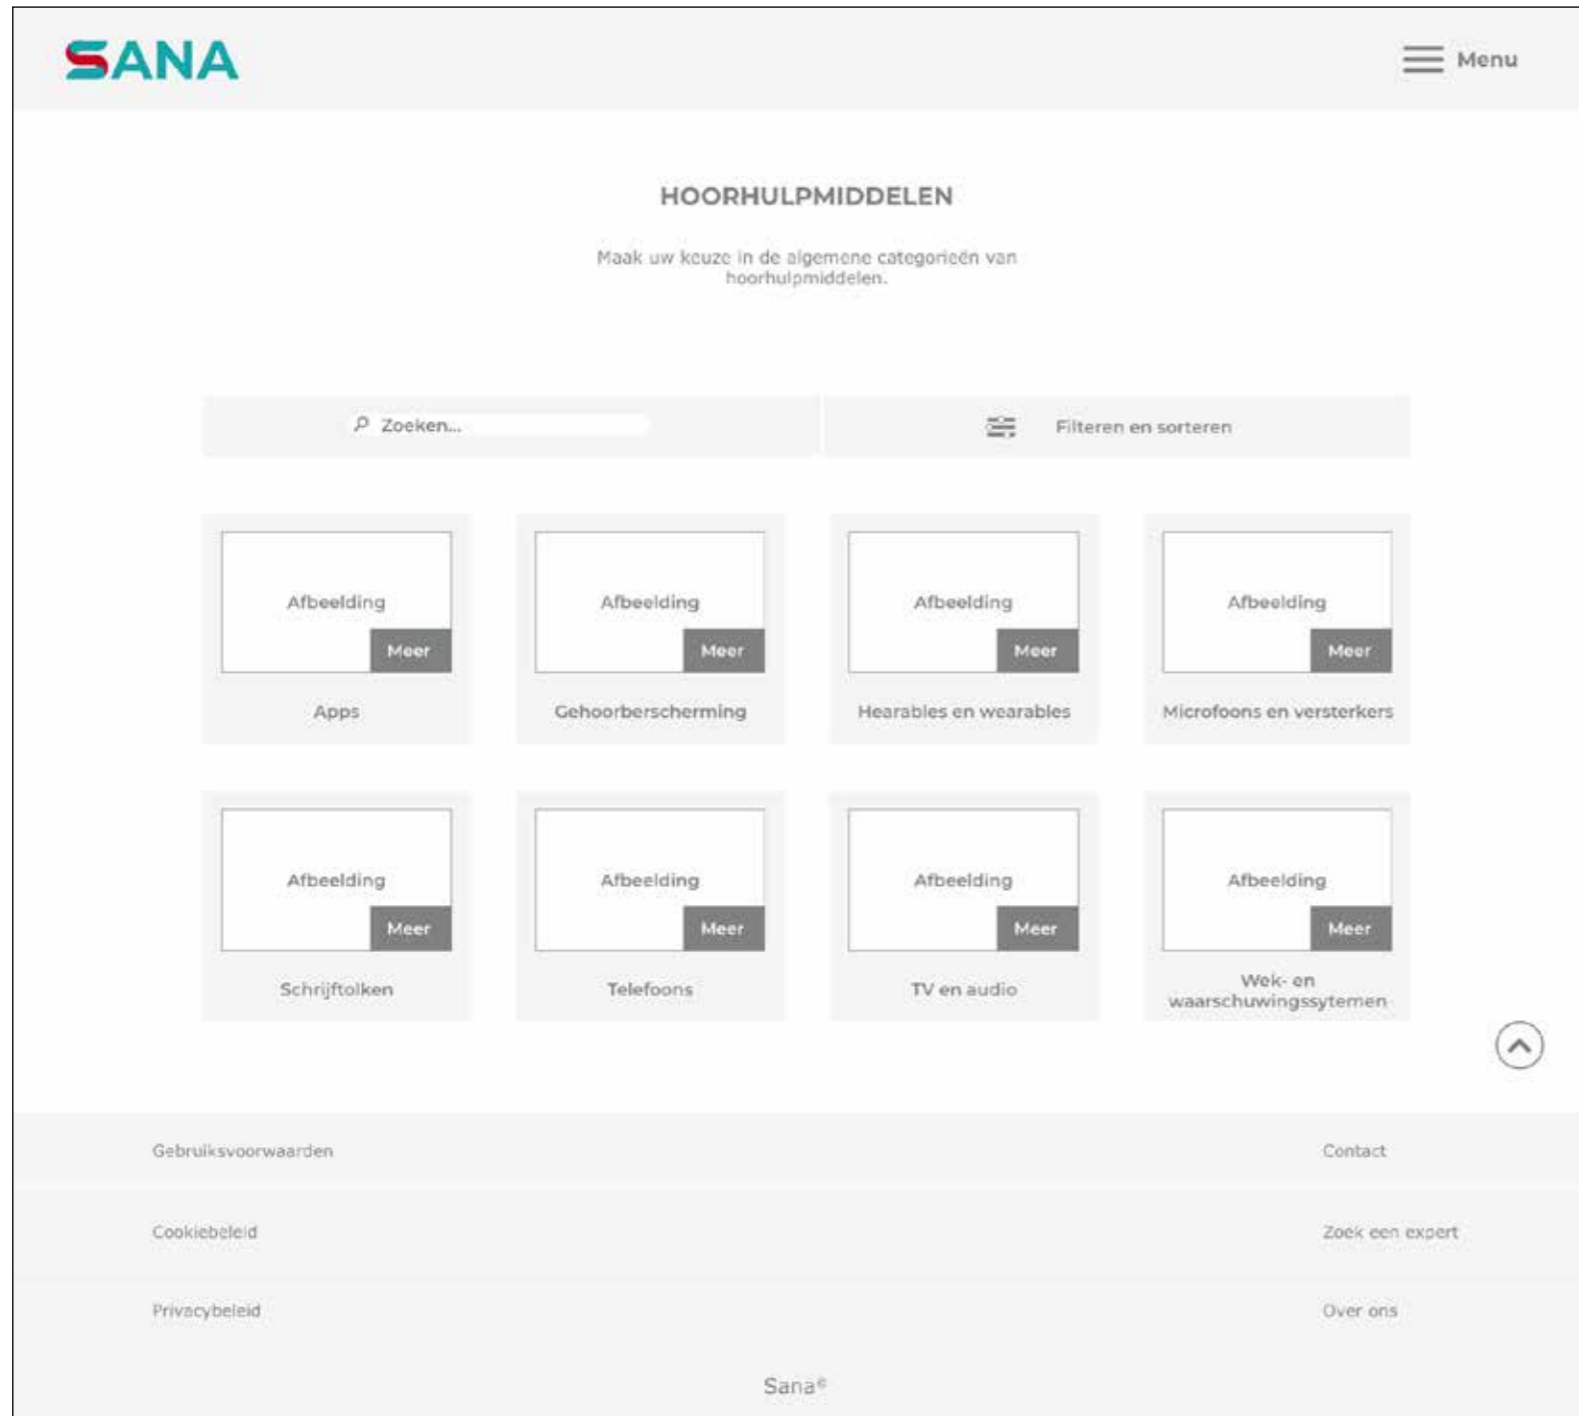 SANA
Menu
HOORHULPMIDDELEN
Maak uw keuze in de algemene categorieën van
hoorhulpmiddelen.
Zoeken...
Filteren en sorteren
Afbeelding
Meer
Apps
Afbeelding
Meer
Gehoorberscherming
Afbeelding
Meer
Hearables en wearables
Afbeelding
Meer
Microfoons en versterkers
Afbeelding
Meer
Schrijftolken
Afbeelding
Meer
Telefoons
Afbeelding
Meer
TV en audio
Afbeelding
Meer
Wek- en
waarschuwingssytemen
Gebruiksvoorwaarden
Contact
Cookiebeleid
Zoek een expert
Privacybeleid
Over ons
Sana©